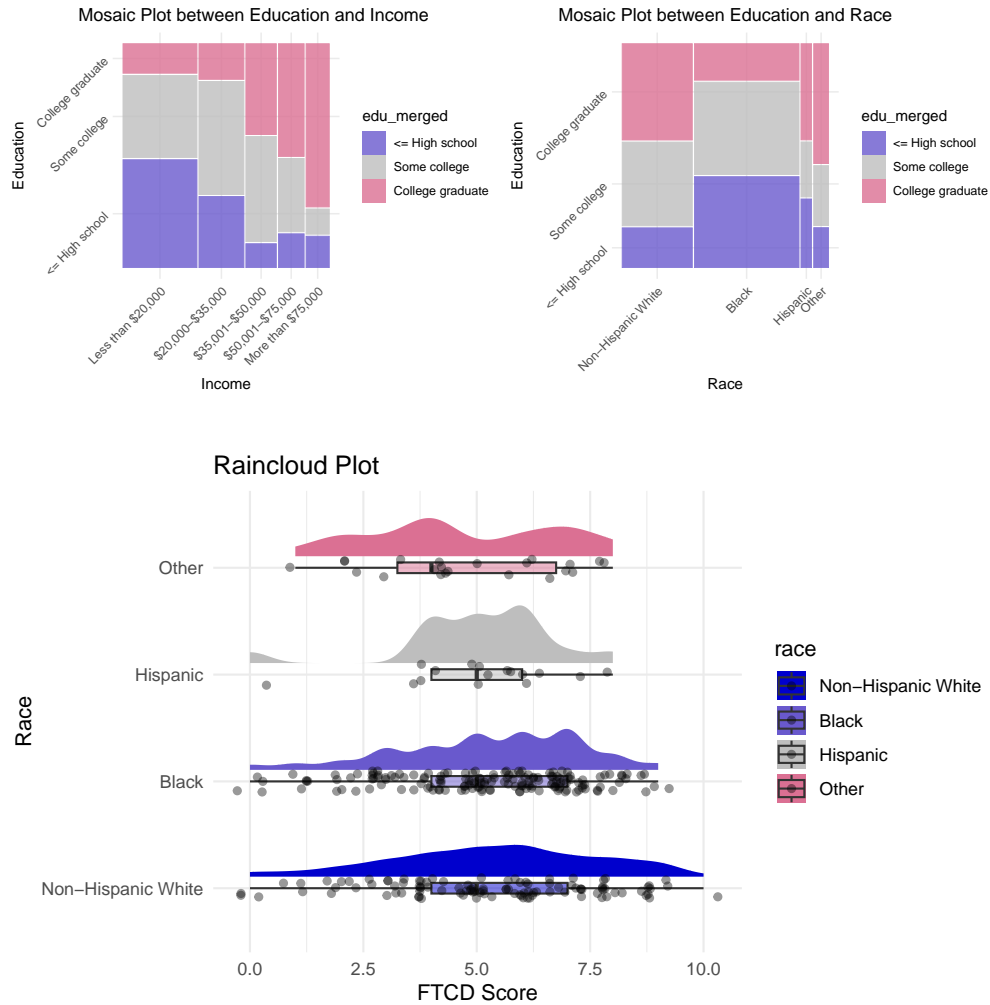 Mosaic Plot between Education and Income
College graduate
Some college
<= High school
Education
Less than $20,000
$20,000–$35,000
$35,001–$50,000
$50,001–$75,000
More than $75,000
Income
edu_merged
<= High school
Some college
College graduate
Mosaic Plot between Education and Race
College graduate
Some college
<= High school
Education
Non–Hispanic White
Black
Hispanic
Other
Race
edu_merged
<= High school
Some college
College graduate
Raincloud Plot
Other
Hispanic
Black
Non–Hispanic White
Race
0.0
2.5
5.0
7.5
10.0
FTCD Score
race
Non–Hispanic White
Black
Hispanic
Other